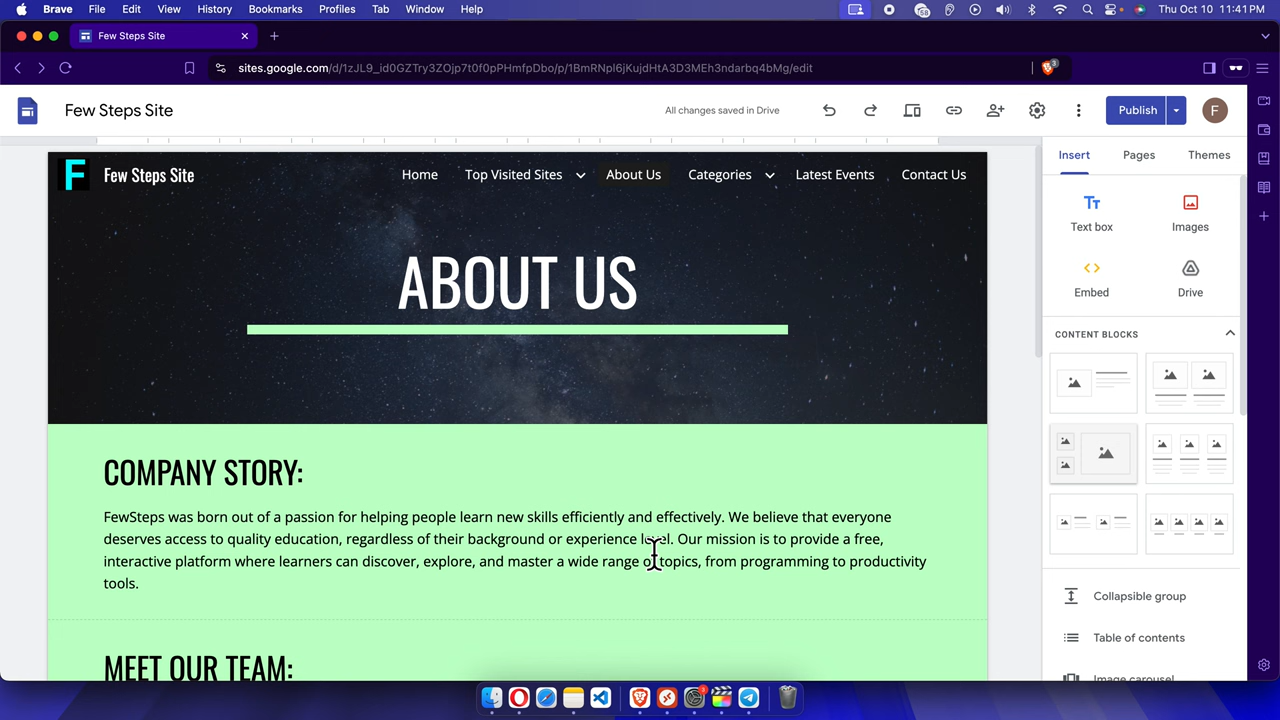 Brave File Edit View History Bookmarks Profiles Tab Window Help Thu Oct 10 11:41 PM
Few Steps Site
sites.google.com/d/1zJL9_id0GZTry3ZOjp7t0f0pPHmfpDbo/p/1BmRNpl6jKujdHtA3D3MEh3ndarbq4bMg/edit
3
Few Steps Site
All changes saved in Drive
Publish
F
F
Few Steps Site
Home Top Visited Sites About Us Categories Latest Events Contact Us
ABOUT US
COMPANY STORY:
FewSteps was born out of a passion for helping people learn new skills efficiently and effectively. We believe that everyone
deserves access to quality education, regardless of their background or experience level. Our mission is to provide a free,
interactive platform where learners can discover, explore, and master a wide range of topics, from programming to productivity
tools.
MEET OUR TEAM:
Insert Pages Themes
Tт
Text box Images
Embed Drive
CONTENT BLOCKS
Collapsible group
Table of contents
Image carousel